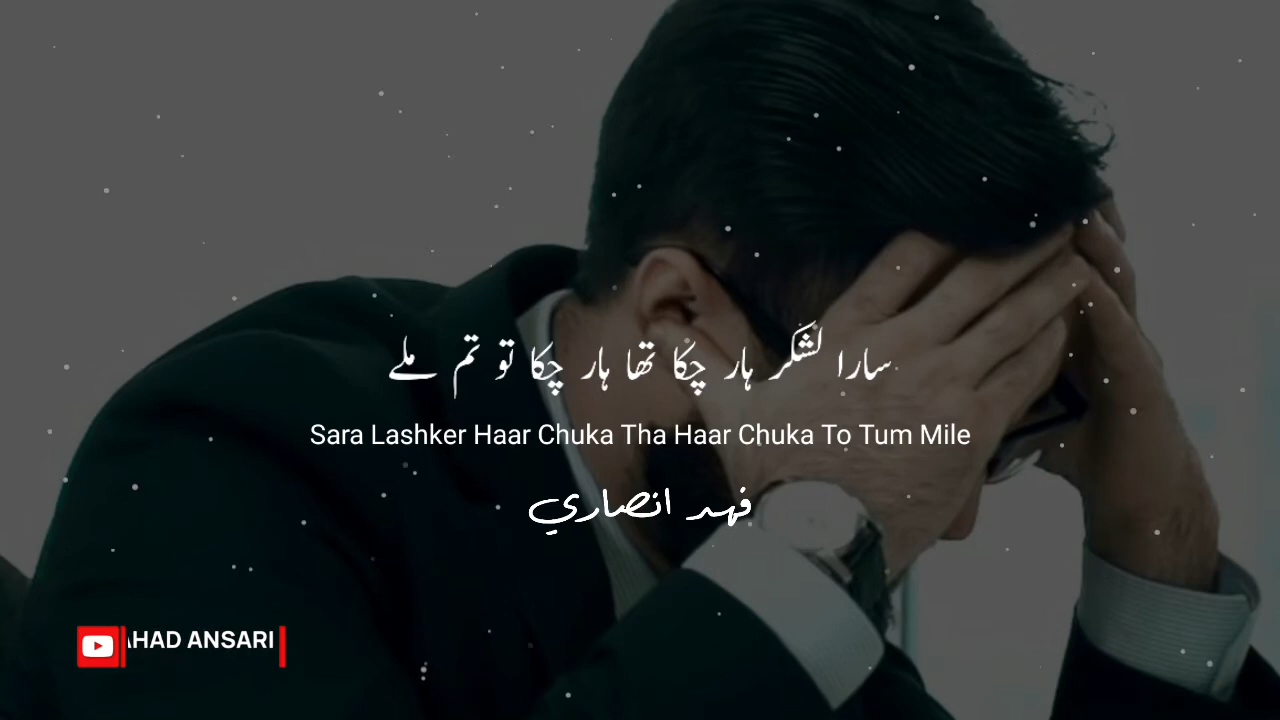 سارا لشکر ہار چکا تھا ہار چکا تو تم ملے
Sara Lashker Haar Chuka Tha Haar Chuka To Tum Mile
فہد انصاري
AHAD ANSARI